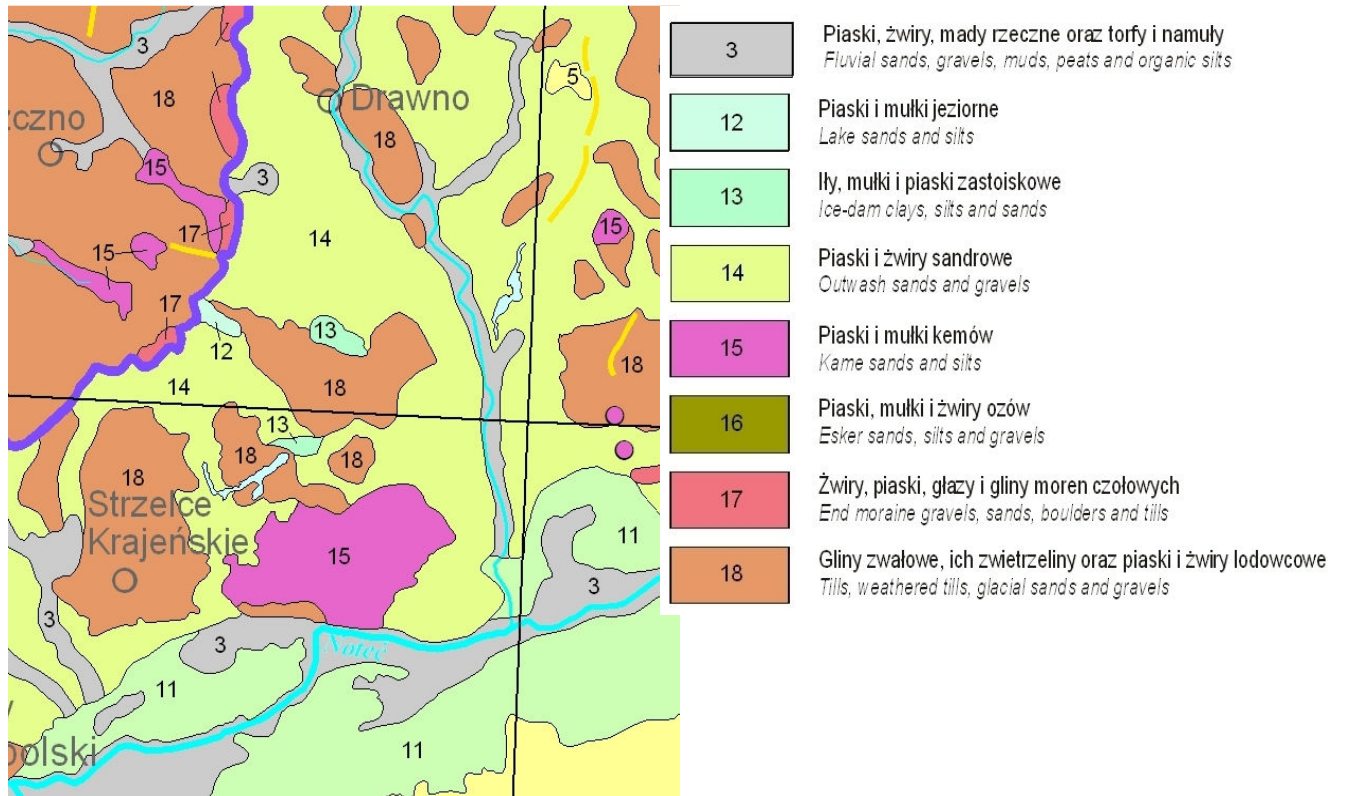 3
5
18
Drawno
zczno
18
15
3
15
17
14
15
17
13
12
18
18
14
13
18
18
18
Strzelce
Krajeńskie
15
11
3
3
3
Noteć
11
11
polski
3 Piaski, żwiry, mady rzeczne oraz torfy i namuły
Fluvial sands, gravels, muds, peats and organic silts
12 Piaski i mułki jeziorne
Lake sands and silts
13 Iły, mułki i piaski zastoiskowe
Ice-dam clays, silts and sands
14 Piaski i żwiry sandrowe
Outwash sands and gravels
15 Piaski i mułki kemów
Kame sands and silts
16 Piaski, mułki i żwiry ozów
Esker sands, silts and gravels
17 Żwiry, piaski, głazy i gliny moren czołowych
End moraine gravels, sands, boulders and tills
18 Gliny zwałowe, ich zwietrzeliny oraz piaski i żwiry lodowcowe
Tills, weathered tills, glacial sands and gravels